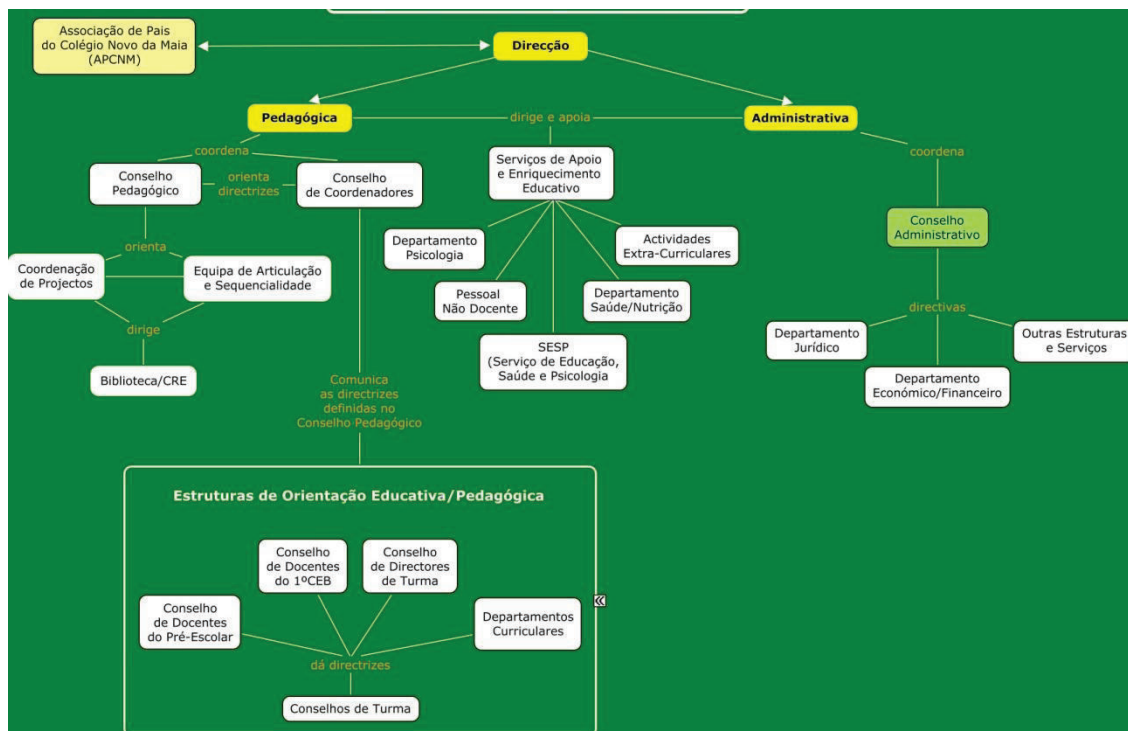 Associação de Pais
do Colégio Novo da Maia
(APCNM)
Direcção
Pedagógica
dirige e apoia
Administrativa
coordena
coordena
Conselho
Pedagógico
orienta
directrizes
Conselho
de Coordenadores
Serviços de Apoio
e Enriquecimento
Educativo
Conselho
Administrativo
orienta
Departamento
Psicologia
Actividades
Extra-Curriculares
Coordenação
de Projectos
Equipa de Articulação
e Sequencialidade
Pessoal
Não Docente
Departamento
Saúde/Nutrição
directivas
dirige
SESP
(Serviço de Educação,
Saúde e Psicologia
Departamento
Jurídico
Outras Estruturas
e Serviços
Biblioteca/CRE
Departamento
Económico/Financeiro
Comunica
as directrizes
definidas no
Conselho Pedagógico
Estruturas de Orientação Educativa/Pedagógica
Conselho
de Docentes
do 1ºCEB
Conselho
de Directores
de Turma
Conselho
de Docentes
do Pré-Escolar
Departamentos
Curriculares
dá directrizes
Conselhos de Turma